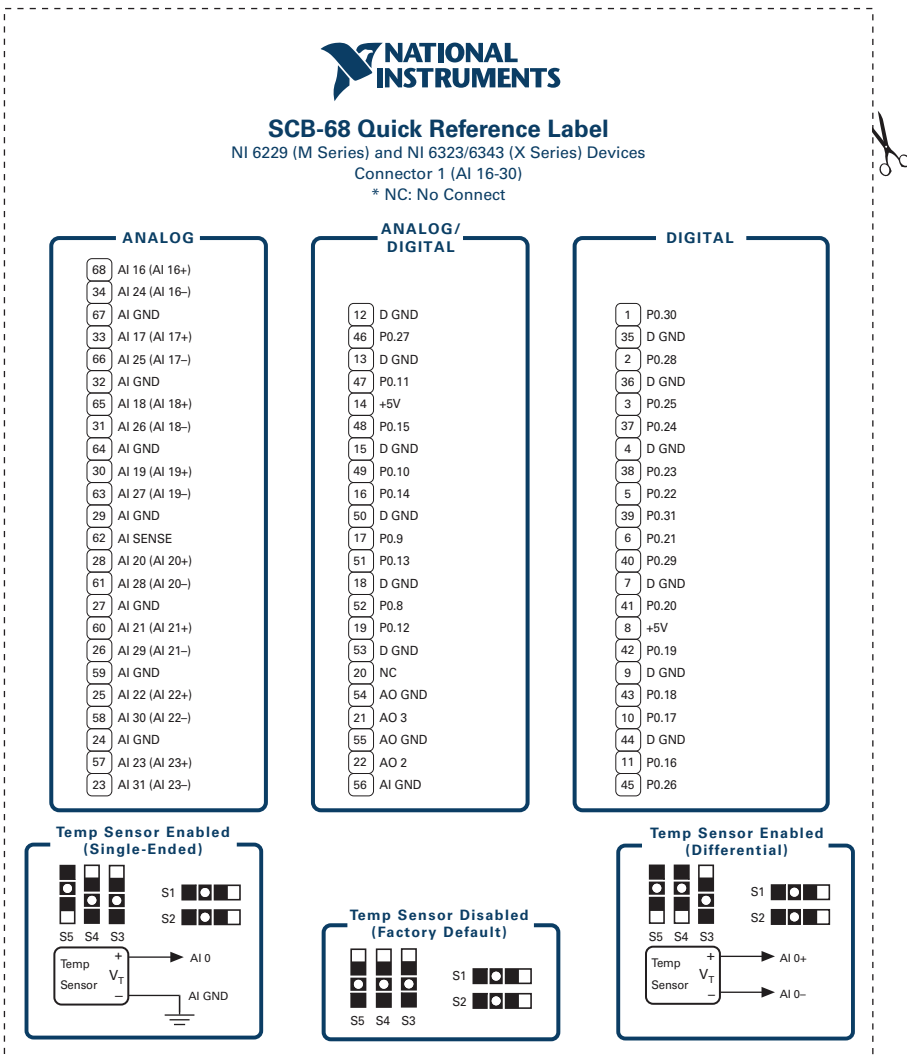 NATIONAL
INSTRUMENTS
SCB-68 Quick Reference Label
NI 6229 (M Series) and NI 6323/6343 (X Series) Devices
Connector 1 (AI 16-30)
* NC: No Connect
ANALOG
68 AI 16 (AI 16+)
34 AI 24 (AI 16–)
67 AI GND
33 AI 17 (AI 17+)
66 AI 25 (AI 17–)
32 AI GND
65 AI 18 (AI 18+)
31 AI 26 (AI 18–)
64 AI GND
30 AI 19 (AI 19+)
63 AI 27 (AI 19–)
29 AI GND
62 AI SENSE
28 AI 20 (AI 20+)
61 AI 28 (AI 20–)
27 AI GND
60 AI 21 (AI 21+)
26 AI 29 (AI 21–)
59 AI GND
25 AI 22 (AI 22+)
58 AI 30 (AI 22–)
24 AI GND
57 AI 23 (AI 23+)
23 AI 31 (AI 23–)
ANALOG/
DIGITAL
12 D GND
46 P0.27
13 D GND
47 P0.11
14 +5V
48 P0.15
15 D GND
49 P0.10
16 P0.14
50 D GND
17 P0.9
51 P0.13
18 D GND
52 P0.8
19 P0.12
53 D GND
20 NC
54 AO GND
21 AO 3
55 AO GND
22 AO 2
56 AI GND
DIGITAL
1 P0.30
35 D GND
2 P0.28
36 D GND
3 P0.25
37 P0.24
4 D GND
38 P0.23
5 P0.22
39 P0.31
6 P0.21
40 P0.29
7 D GND
41 P0.20
8 +5V
42 P0.19
9 D GND
43 P0.18
10 P0.17
44 D GND
11 P0.16
45 P0.26
Temp Sensor Enabled
(Single-Ended)
S1
S2
S5 S4 S3
Temp
Sensor
+
VT
–
AI 0
AI GND
Temp Sensor Disabled
(Factory Default)
S1
S2
S5 S4 S3
Temp Sensor Enabled
(Differential)
S1
S2
S5 S4 S3
Temp
Sensor
+
VT
–
AI 0+
AI 0–